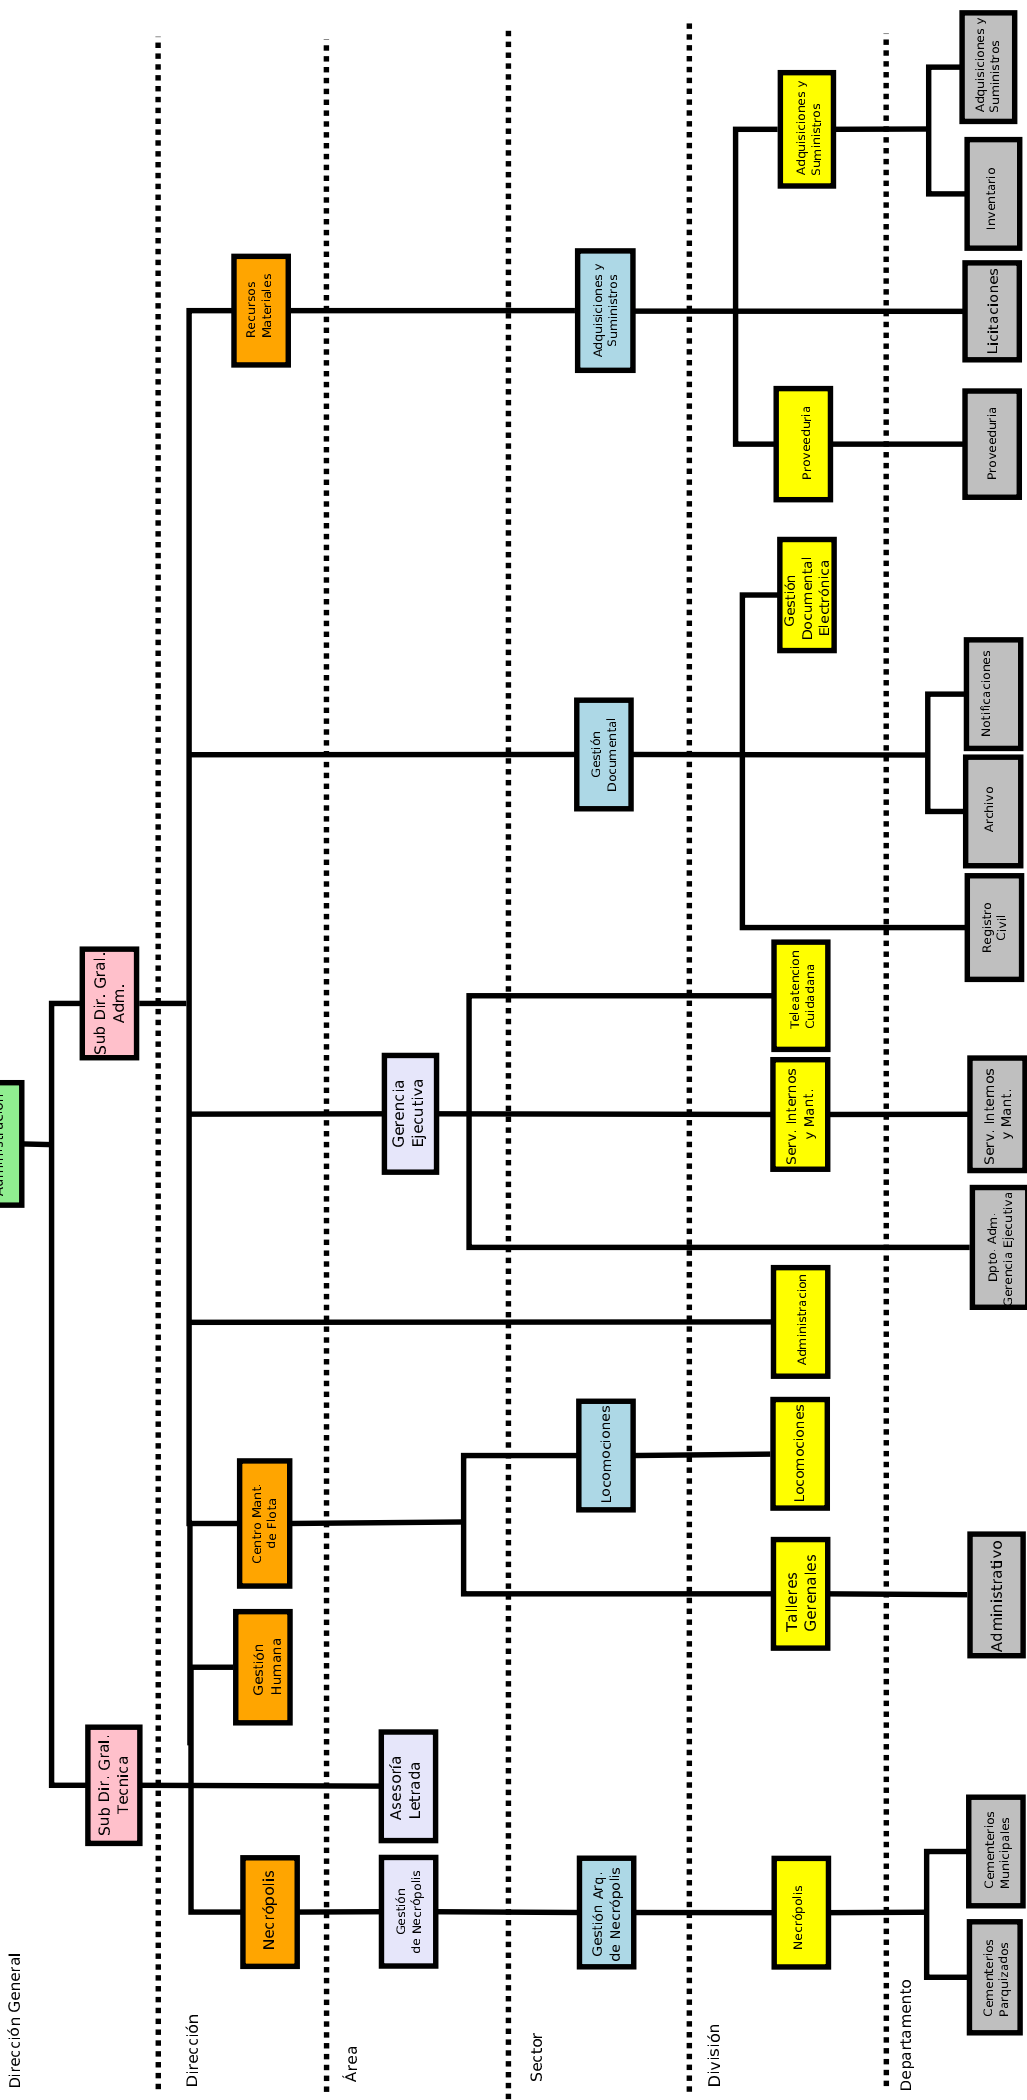 Dirección General
Administración
Sub Dir. Gral.
Tecnica
Sub Dir. Gral.
Adm.
Dirección
Necrópolis
Gestión
Humana
Centro Mant.
de Flota
Recursos
Materiales
Área
Gestión
de Necrópolis
Asesoría
Letrada
Gerencia
Ejecutiva
Sector
Gestión Arq.
de Necrópolis
Locomociones
Gestión
Documental
Adquisiciones y
Suministros
División
Necrópolis
Talleres
Gerenales
Locomociones
Administracion
Serv. Internos
y Mant.
Teleatencion
Cuidadana
Gestión
Documental
Electrónica
Proveeduria
Adquisiciones y
Suministros
Departamento
Cementerios
Parquizados
Cementerios
Municipales
Administrativo
Dpto. Adm.
Gerencia Ejecutiva
Serv. Internos
y Mant.
Registro
Civil
Archivo
Notificaciones
Proveeduria
Licitaciones
Inventario
Adquisiciones y
Suministros